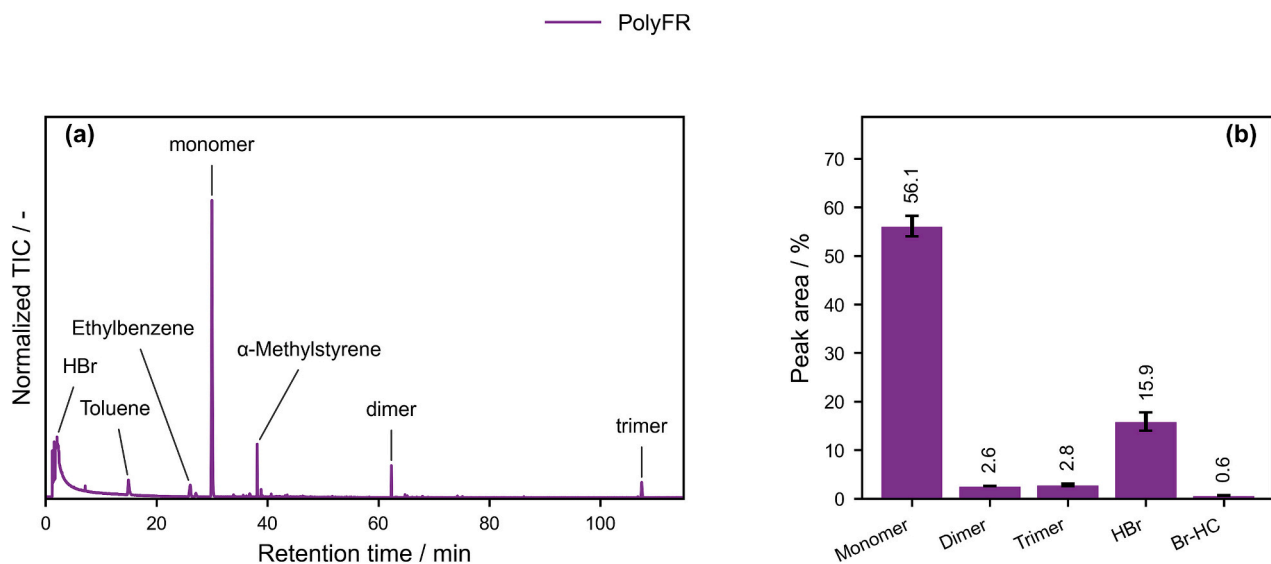 PolyFR
(a)
monomer
Ethylbenzene
HBr
Toluene
α-Methylstyrene
dimer
trimer
Normalized TIC / -
0 20 40 60 80 100
Retention time / min
(b)
Peak area / %
70
60
50
40
30
20
10
0
56.1
2.6
2.8
15.9
0.6
Monomer
Dimer
Trimer
HBr
Br-HC